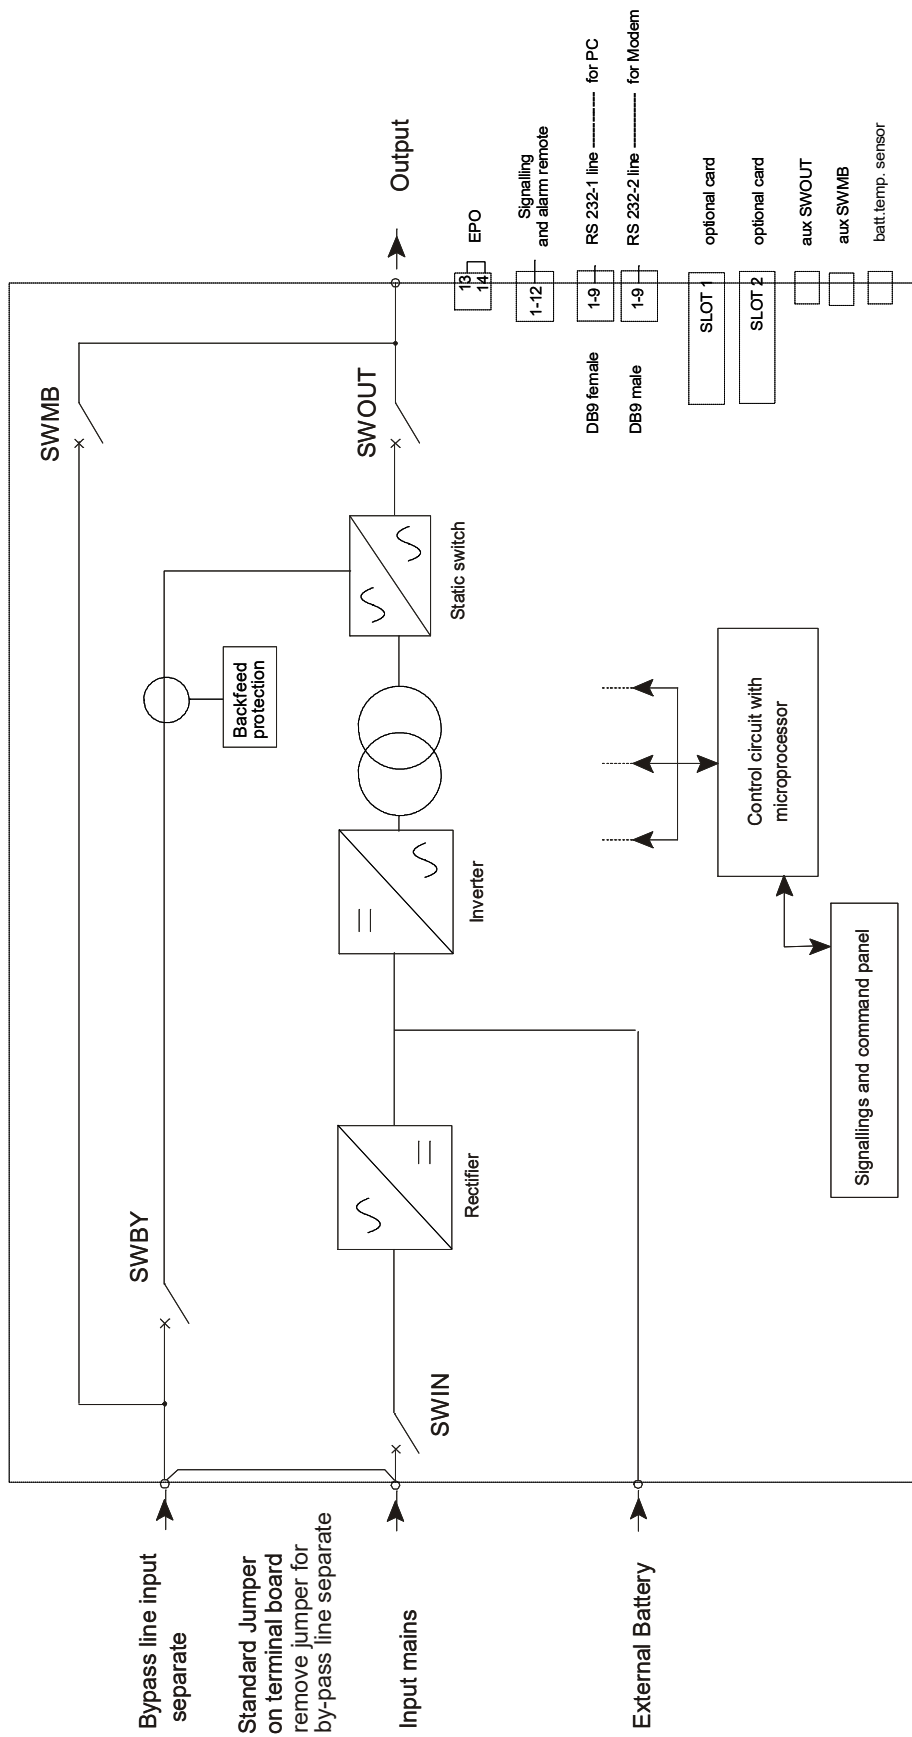 SWMB
SWBY
Bypass line input
separate
Standard Jumper
on terminal board
remove jumper for
by-pass line separate
Input mains
SWIN
External Battery
Rectifier
Inverter
Backfeed
protection
Static switch
SWOUT
Output
13
14
EPO
1-12
Signalling
and alarm remote
DB9 female
1-9
RS 232-1 line ----------- for PC
DB9 male
1-9
RS 232-2 line ----------- for Modem
SLOT 1
optional card
SLOT 2
optional card
aux SWOUT
aux SWMB
batt.temp. sensor
Control circuit with
microprocessor
Signallings and command panel